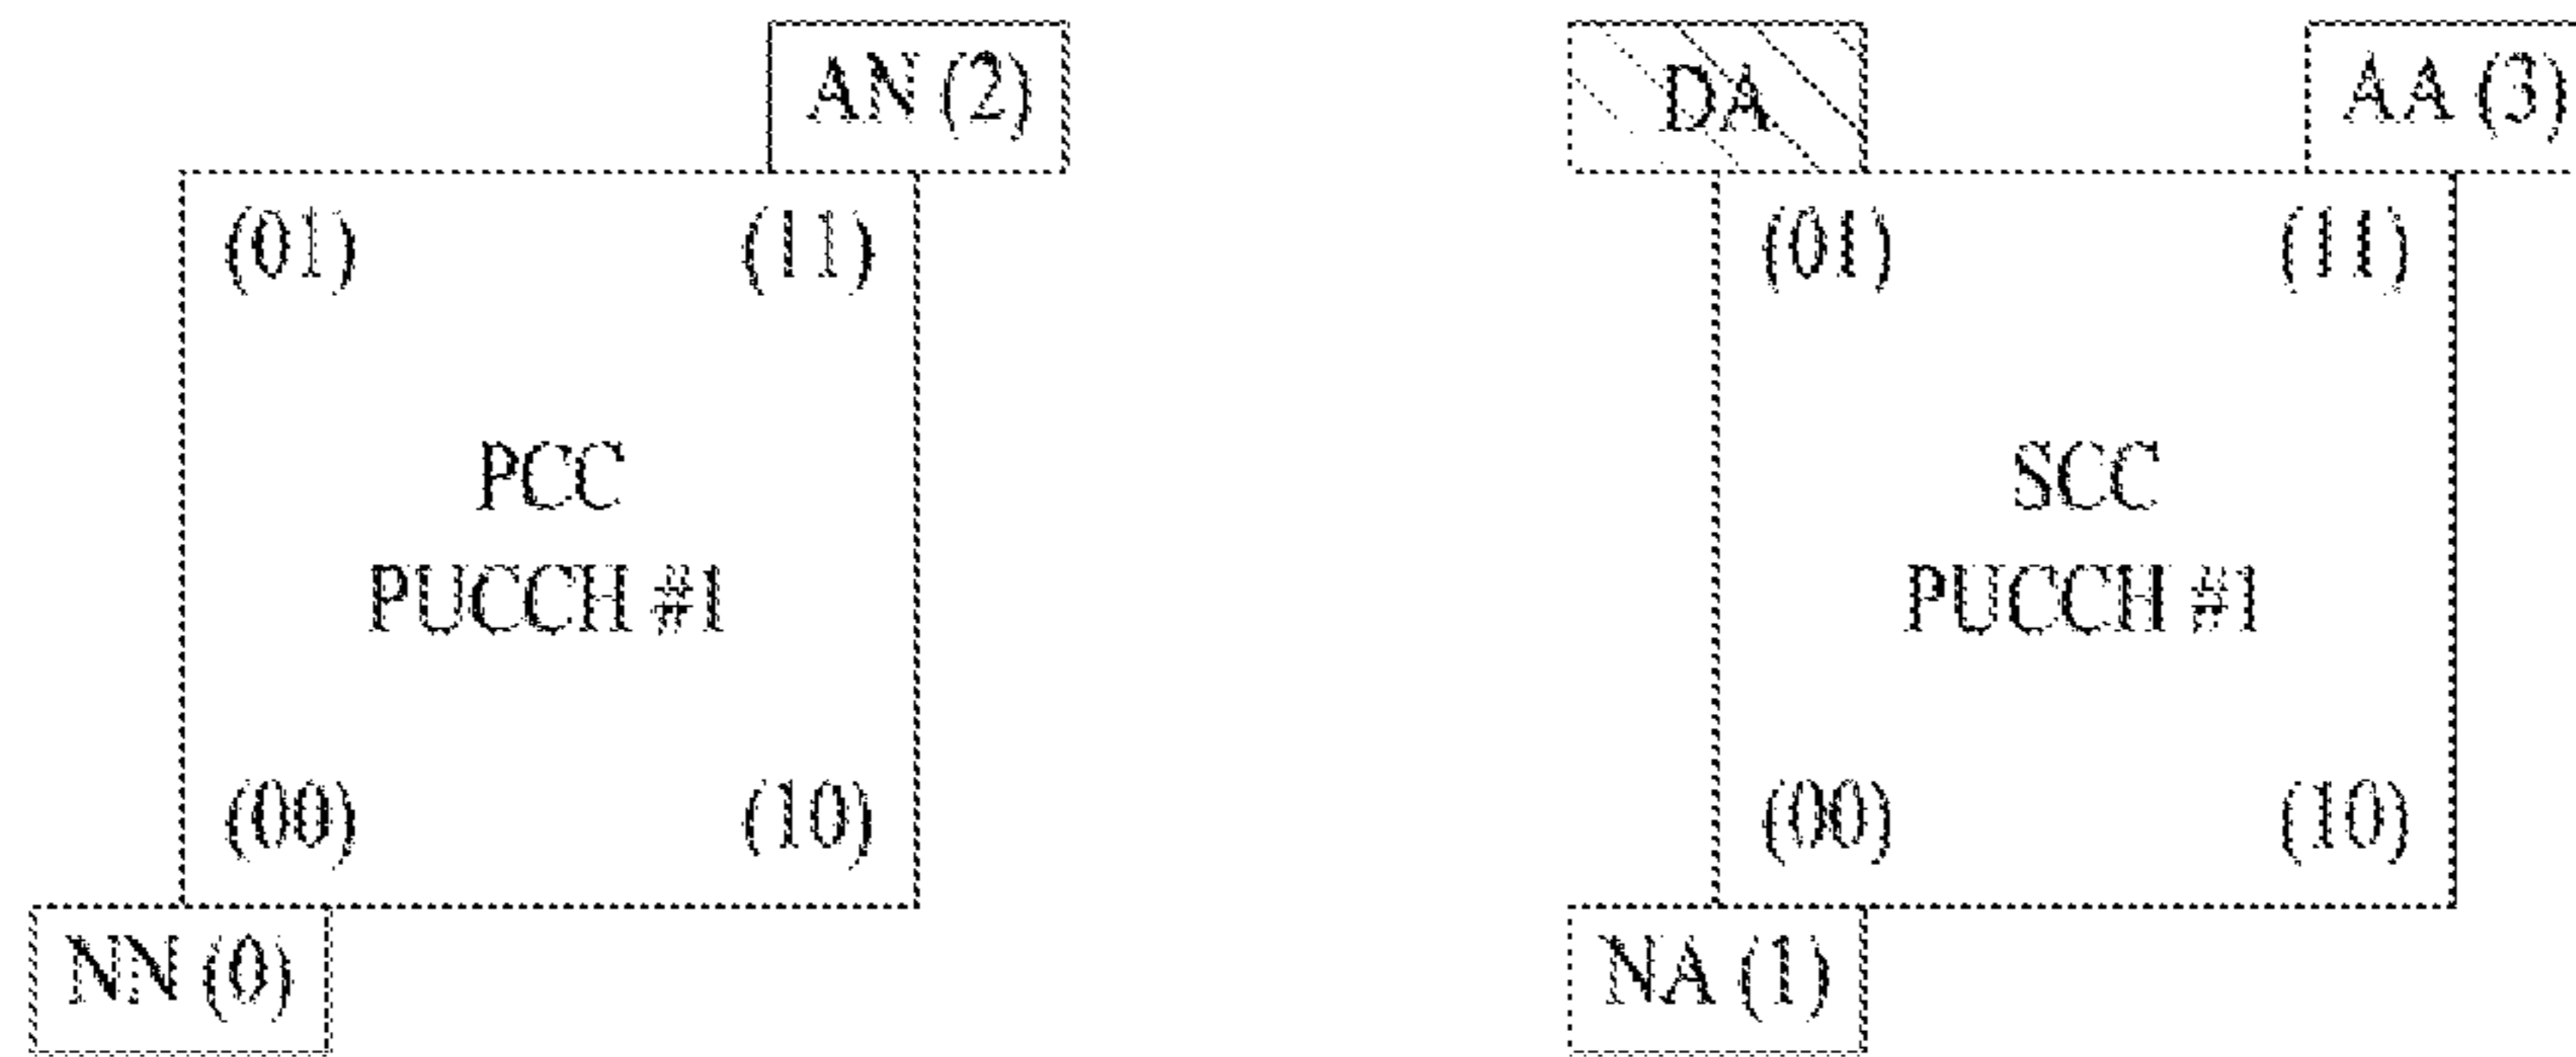 AN (2)
(01) (11)
PCC
PUCCH #1
(00) (10)
NN (0)
DA
AA (3)
(01) (11)
SCC
PUCCH #1
(00) (10)
NA (1)